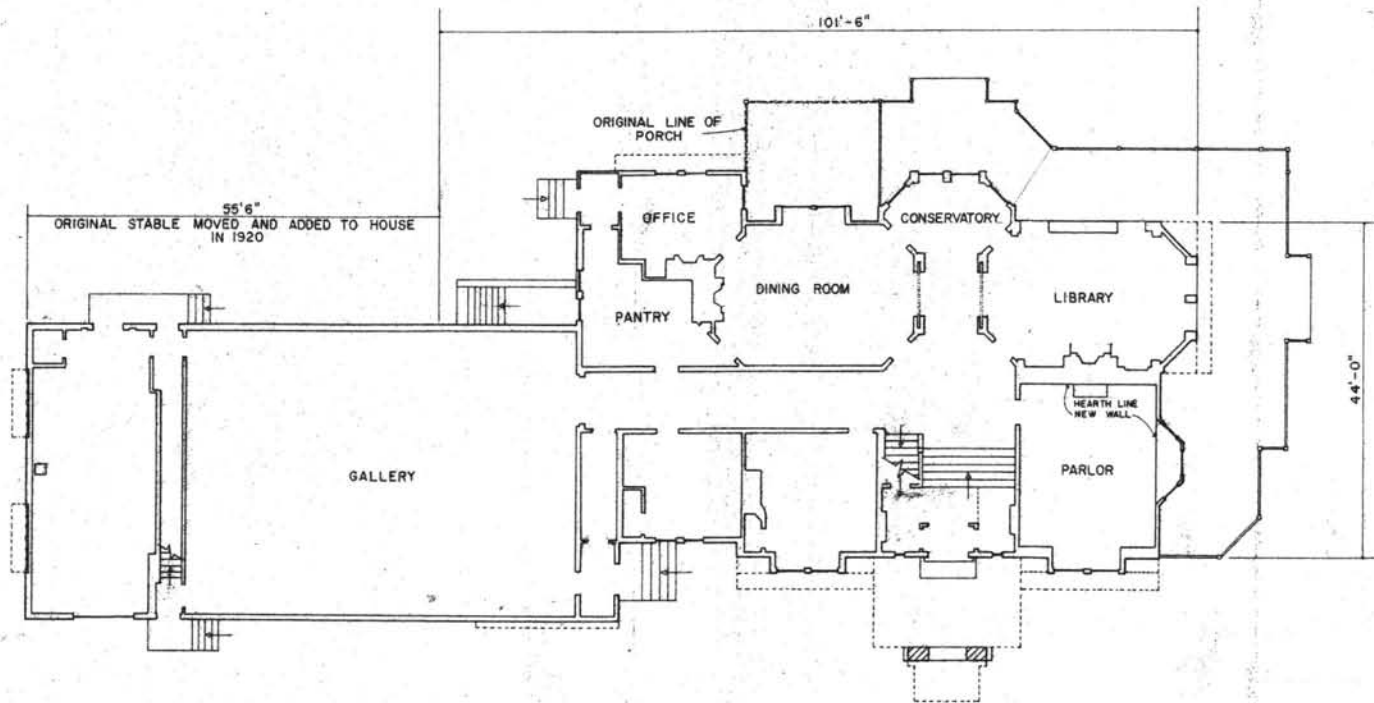 101'-6"
ORIGINAL LINE OF
PORCH
55'6"
ORIGINAL STABLE MOVED AND ADDED TO HOUSE
IN 1920
OFFICE
CONSERVATORY
DINING ROOM
LIBRARY
PANTRY
44'-0"
HEARTH LINE
NEW WALL
GALLERY
PARLOR